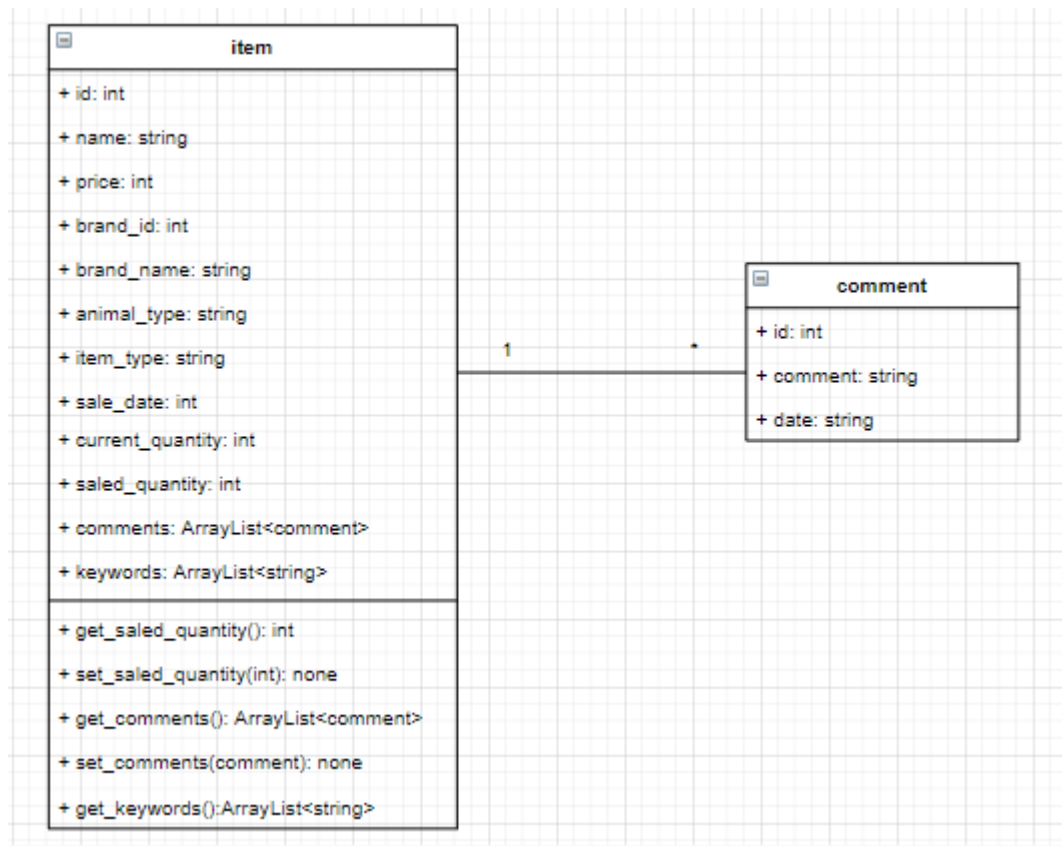 item
+ id: int
+ name: string
+ price: int
+ brand_id: int
+ brand_name: string
+ animal_type: string
+ item_type: string
+ sale_date: int
+ current_quantity: int
+ saled_quantity: int
+ comments: ArrayList<comment>
+ keywords: ArrayList<string>
+ get_saled_quantity(): int
+ set_saled_quantity(int): none
+ get_comments(): ArrayList<comment>
+ set_comments(comment): none
+ get_keywords():ArrayList<string>
1
*
comment
+ id: int
+ comment: string
+ date: string